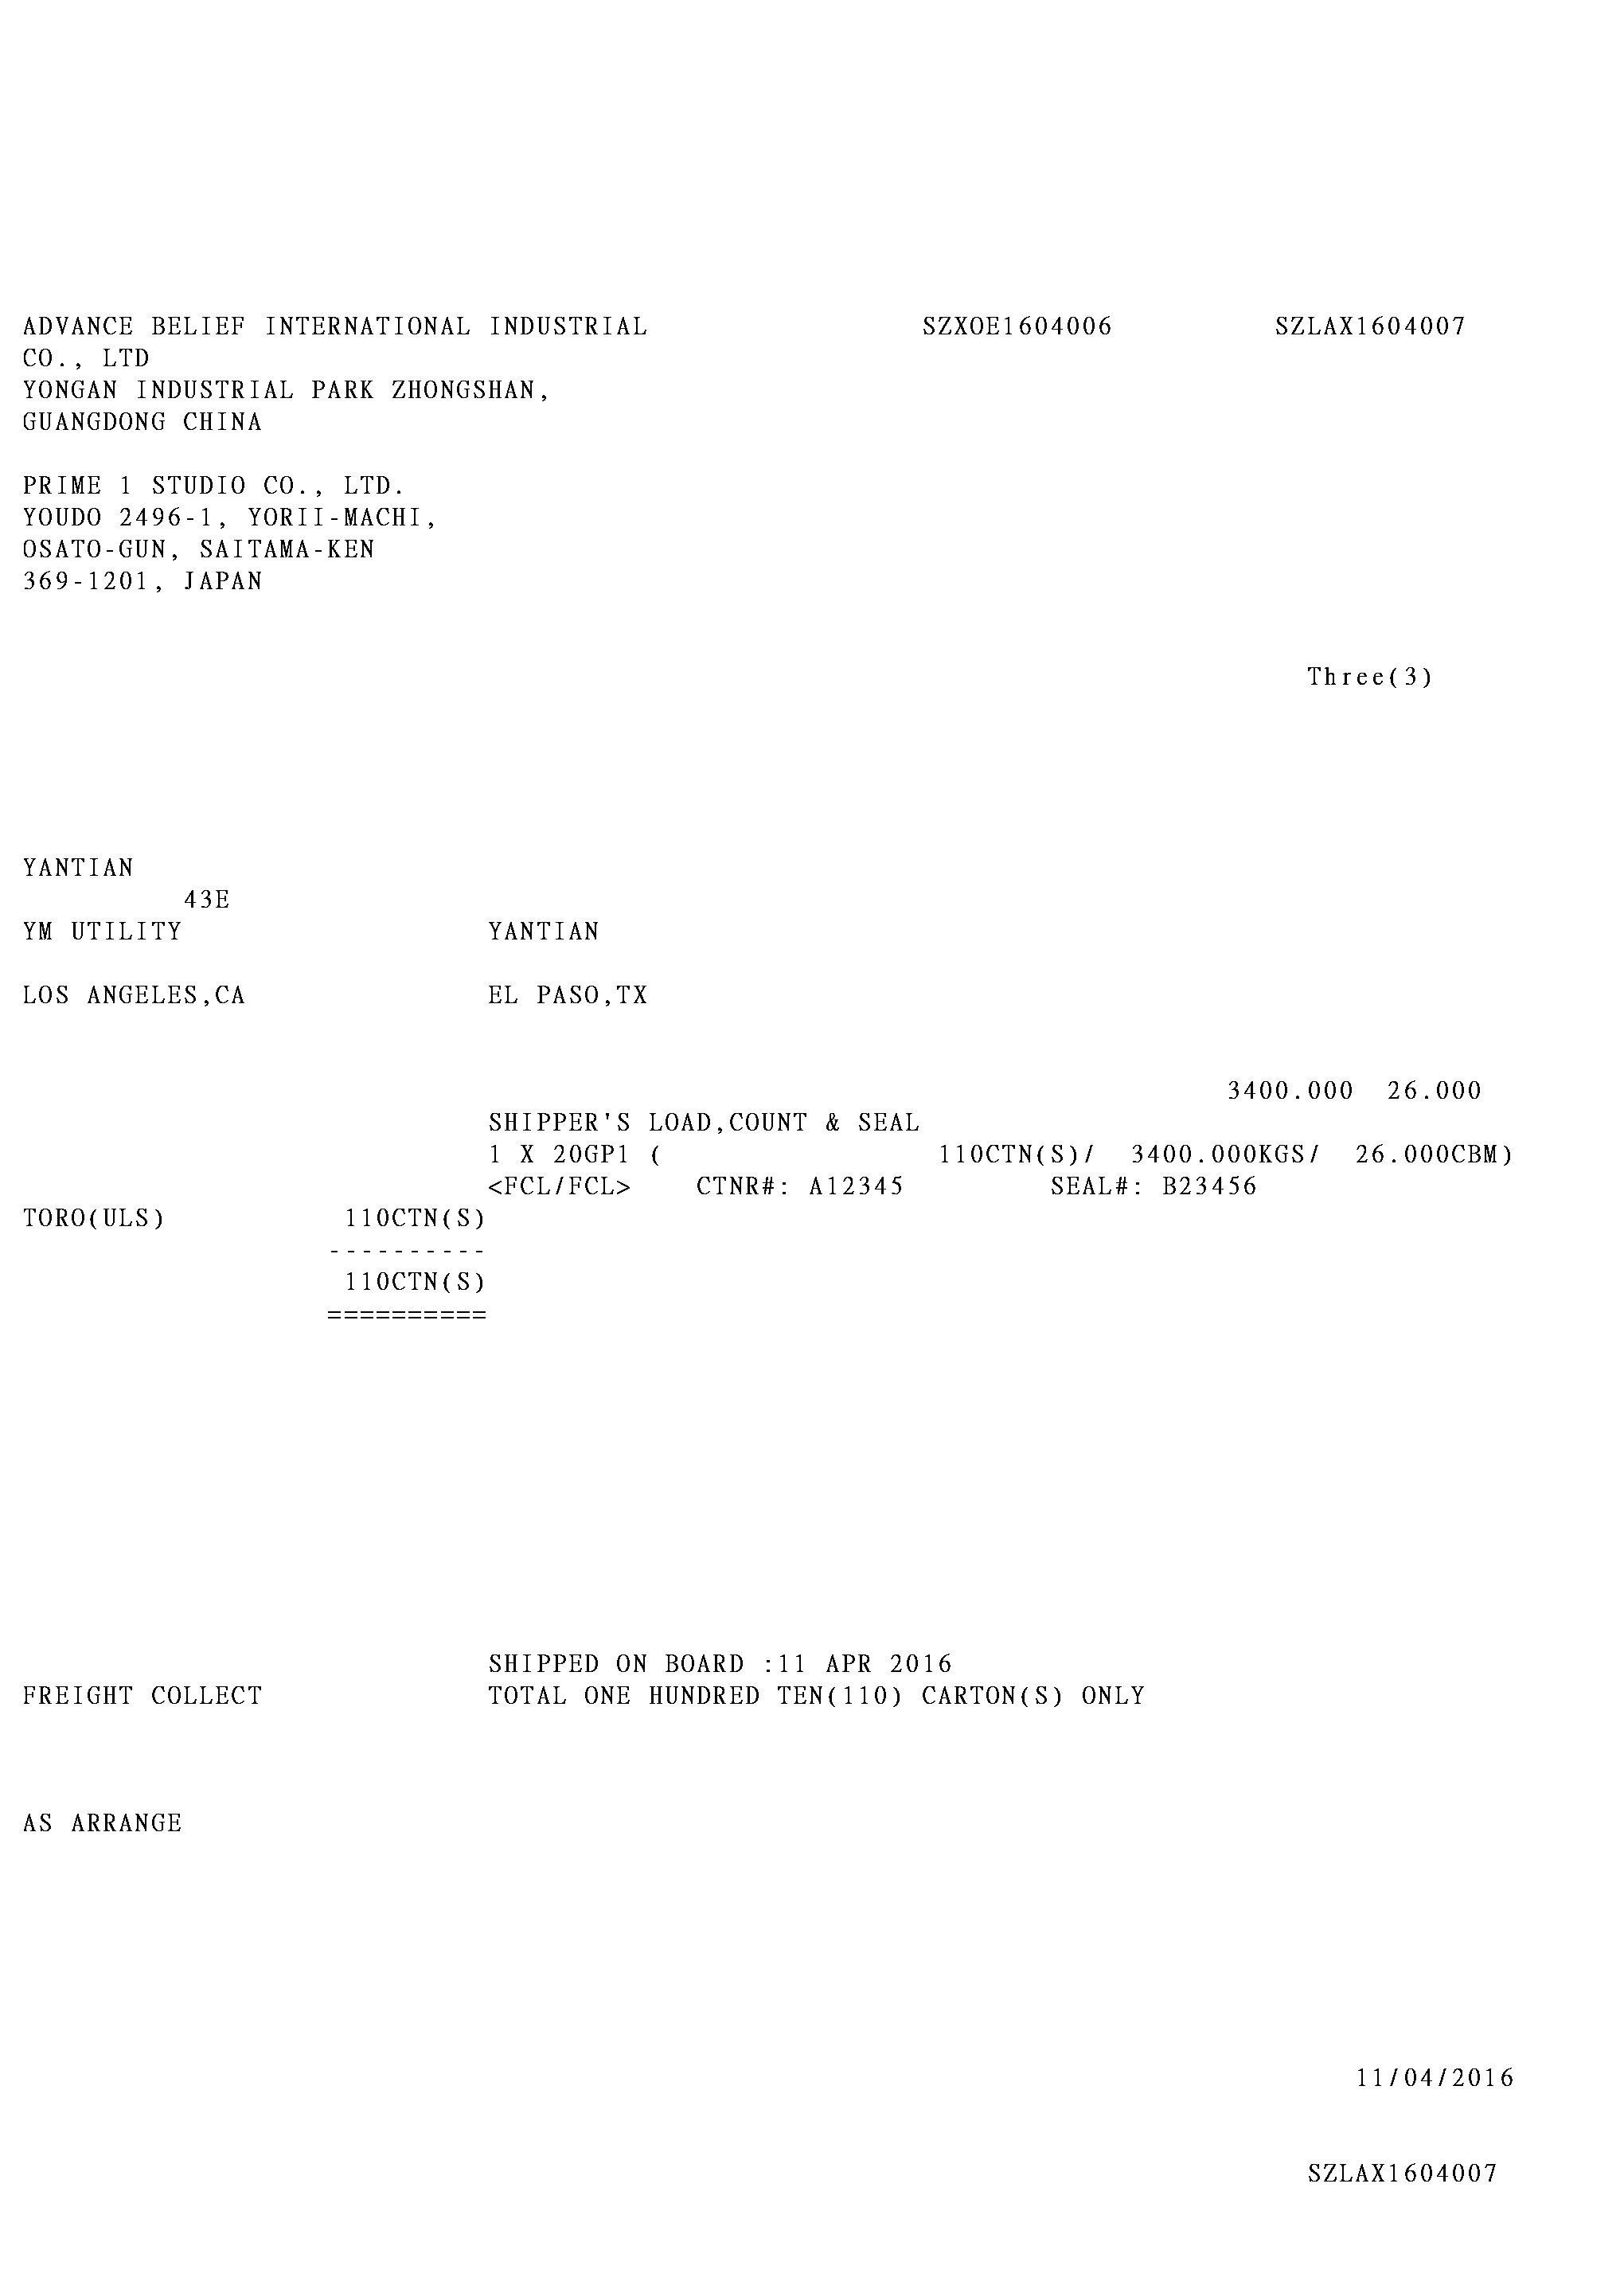 ADVANCE BELIEF INTERNATIONAL INDUSTRIAL SZXOE1604006 SZLAX1604007
CO., LTD
YONGAN INDUSTRIAL PARK ZHONGSHAN,
GUANGDONG CHINA
PRIME 1 STUDIO CO., LTD.
YOUDO 2496-1, YORII-MACHI,
OSATO-GUN, SAITAMA-KEN
369-1201, JAPAN
Three(3)
YANTIAN
43E
YM UTILITY YANTIAN
LOS ANGELES,CA EL PASO,TX
3400.000 26.000
SHIPPER'S LOAD,COUNT & SEAL
1 X 20GP1 ( 110CTN(S)/ 3400.000KGS/ 26.000CBM)
<FCL/FCL> CTNR#: A12345 SEAL#: B23456
TORO(ULS) 110CTN(S)
----------
110CTN(S)
==========
SHIPPED ON BOARD :11 APR 2016
FREIGHT COLLECT TOTAL ONE HUNDRED TEN(110) CARTON(S) ONLY
AS ARRANGE
11/04/2016
SZLAX1604007